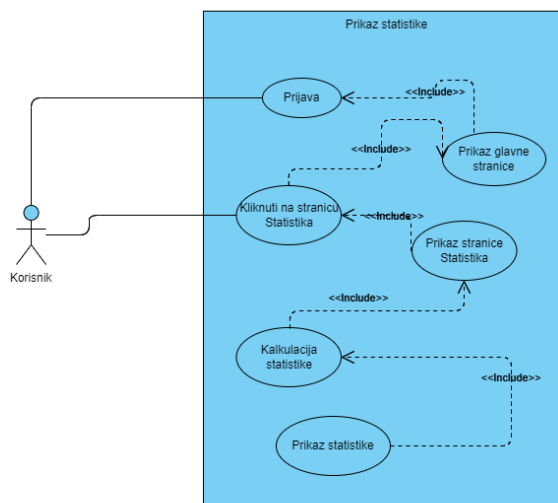 Prikaz statistike
<<Include>>
Prijava
<<Include>>
Prikaz glavne
stranice
Kliknuti na stranicu
Statistika
<<Include>>
Prikaz stranice
Statistika
Korisnik
<<Include>>
Kalkulacija
statistike
<<Include>>
Prikaz statistike